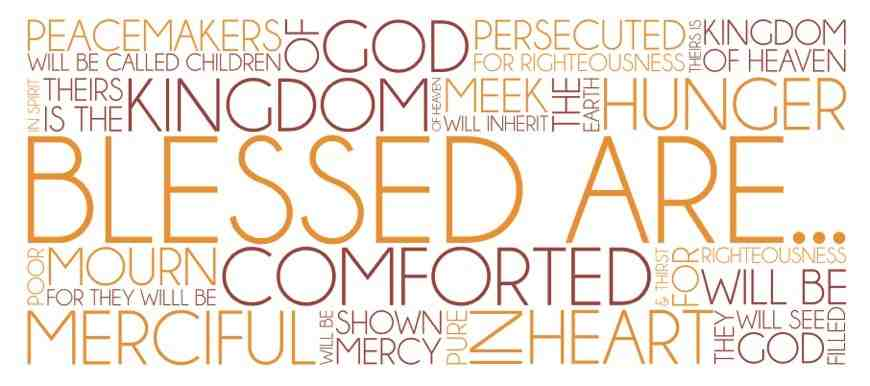 PEACEMAKERS
WILL BE CALLED CHILDREN
OF
GOD
PERSECUTED
FOR RIGHTEOUSNESS
THEIRS IS
KINGDOM
OF HEAVEN
IN SPIRIT
THEIRS
IS THE
KINGDOM
OF HEAVEN
MEEK
WILL INHERIT
THE
EARTH
HUNGER
BLESSED ARE...
POOR
MOURN
FOR THEY WILLL BE
COMFORTED
& THIRST
FOR
RIGHTEOUSNESS
WILL BE
MERCIFUL
WILL BE
SHOWN
MERCY
PURE
IN
HEART
THEY
WILL SEE
GOD
FILLED